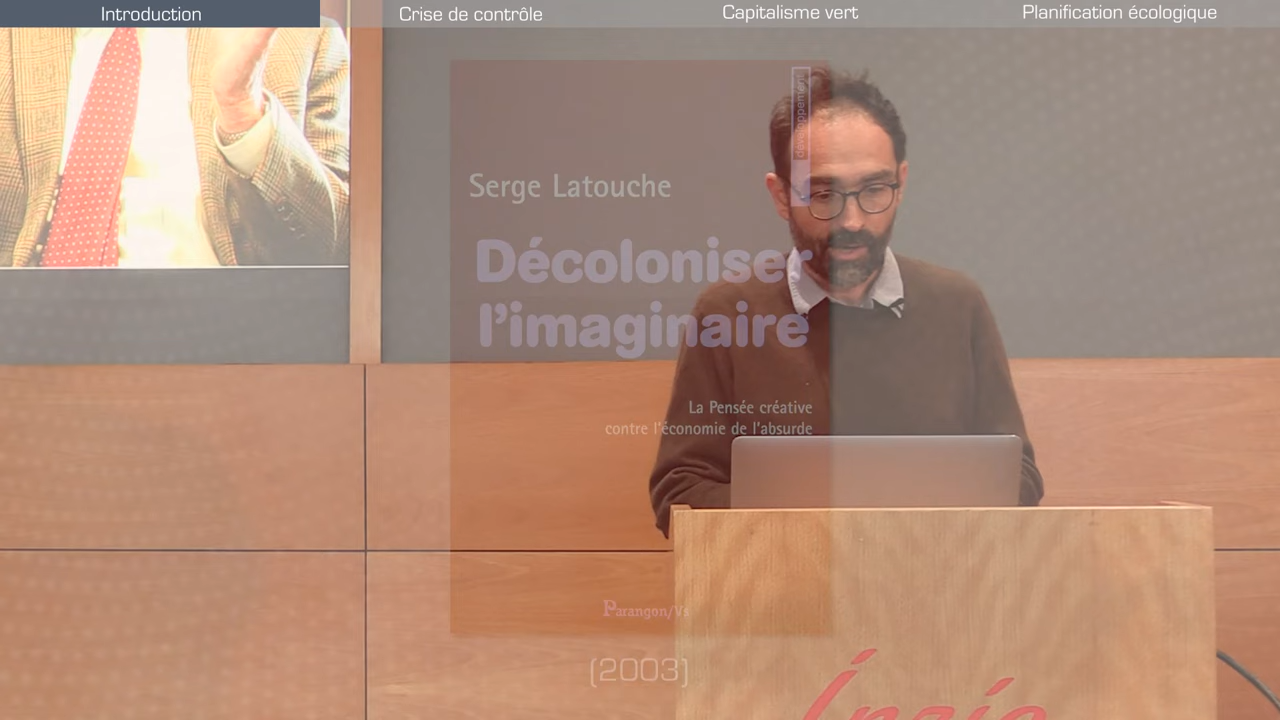 Introduction
Crise de contrôle
Capitalisme vert
Planification écologique
développement
Serge Latouche
Décoloniser
l'imaginaire
La Pensée créative
contre l'économie de l'absurde
Parangon/Vs
(2003)